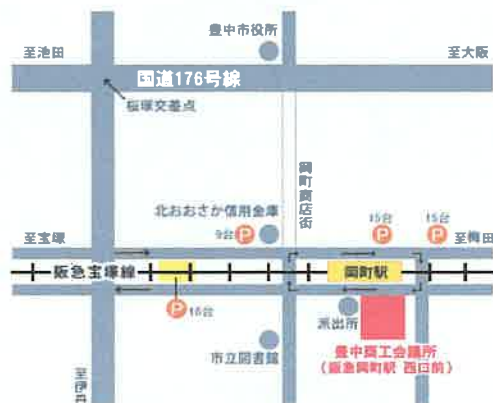 豊中市役所
至池田
至大阪
国道176号線
桜塚交差点
岡町商店街
北おおさか信用金庫
9台 P
15台
P
15台
P
至宝塚
至梅田
阪急宝塚線
岡町駅
P 15台
派出所
市立図書館
豊中商工会議所
(阪急岡町駅 西口前)
至伊丹